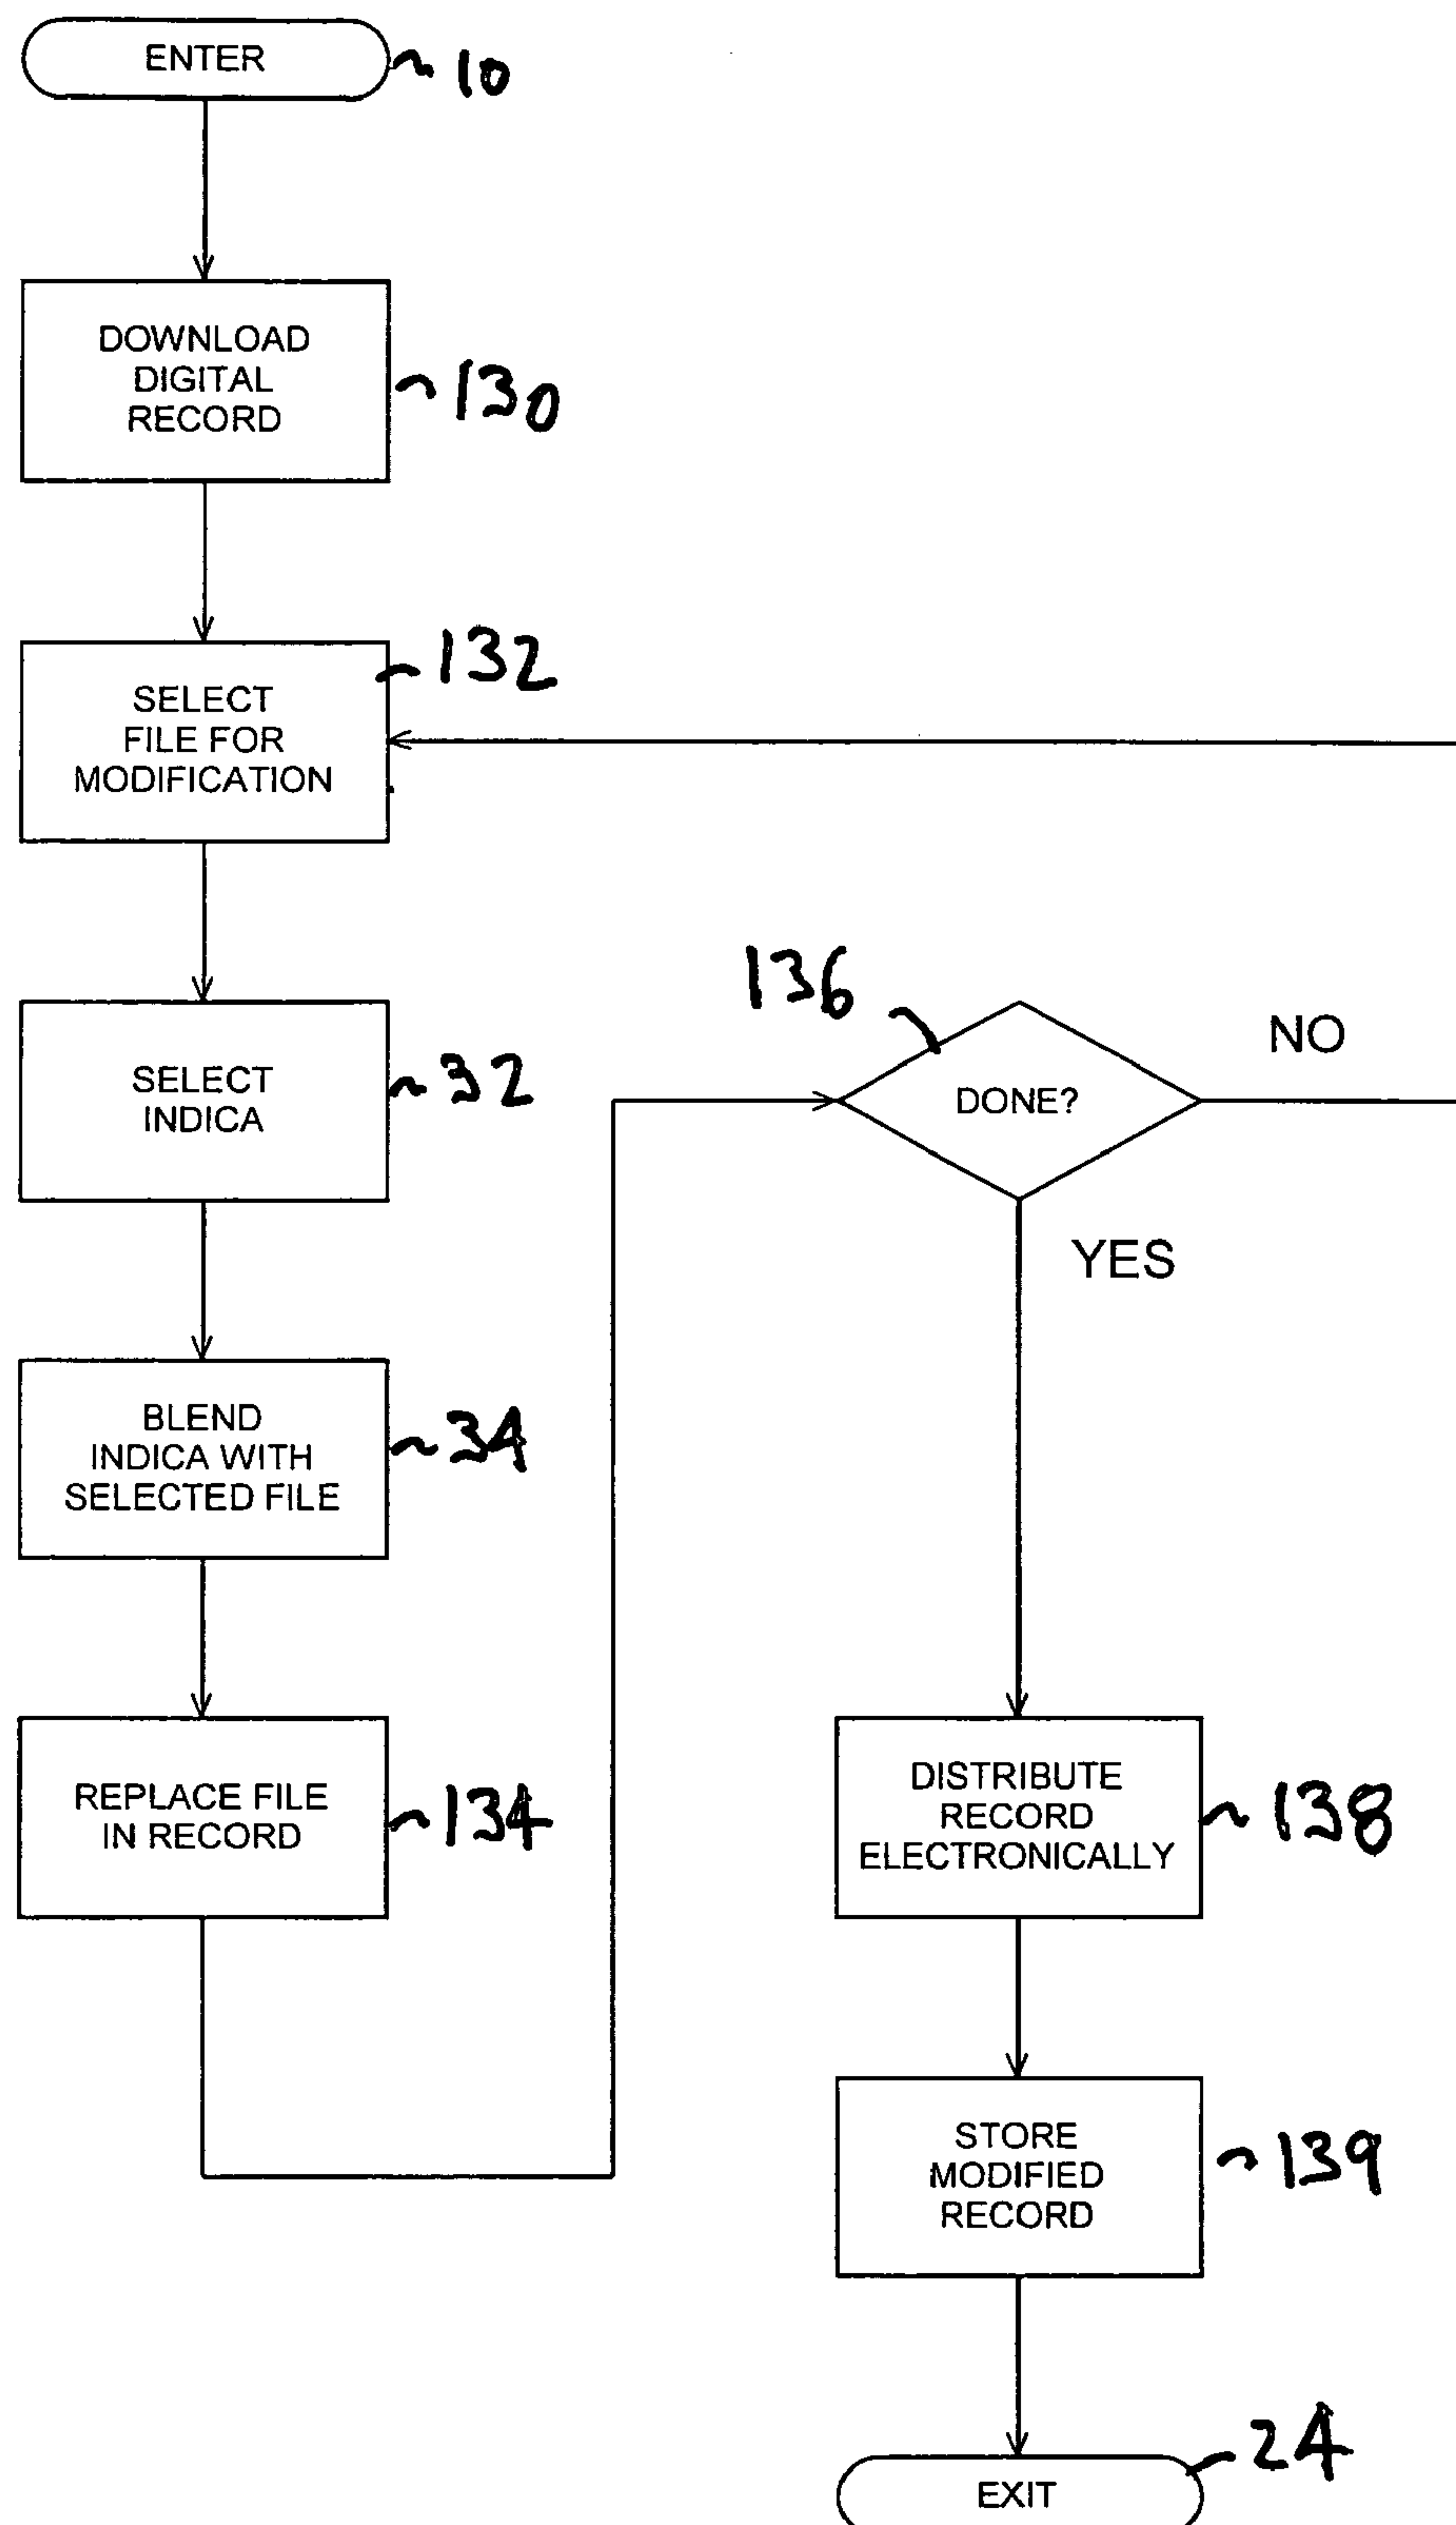 ENTER
10
DOWNLOAD
DIGITAL
RECORD
130
132
SELECT
FILE FOR
MODIFICATION
SELECT
INDICA
32
BLEND
INDICA WITH
SELECTED FILE
34
REPLACE FILE
IN RECORD
134
136
DONE?
NO
YES
DISTRIBUTE
RECORD
ELECTRONICALLY
138
STORE
MODIFIED
RECORD
139
EXIT
24